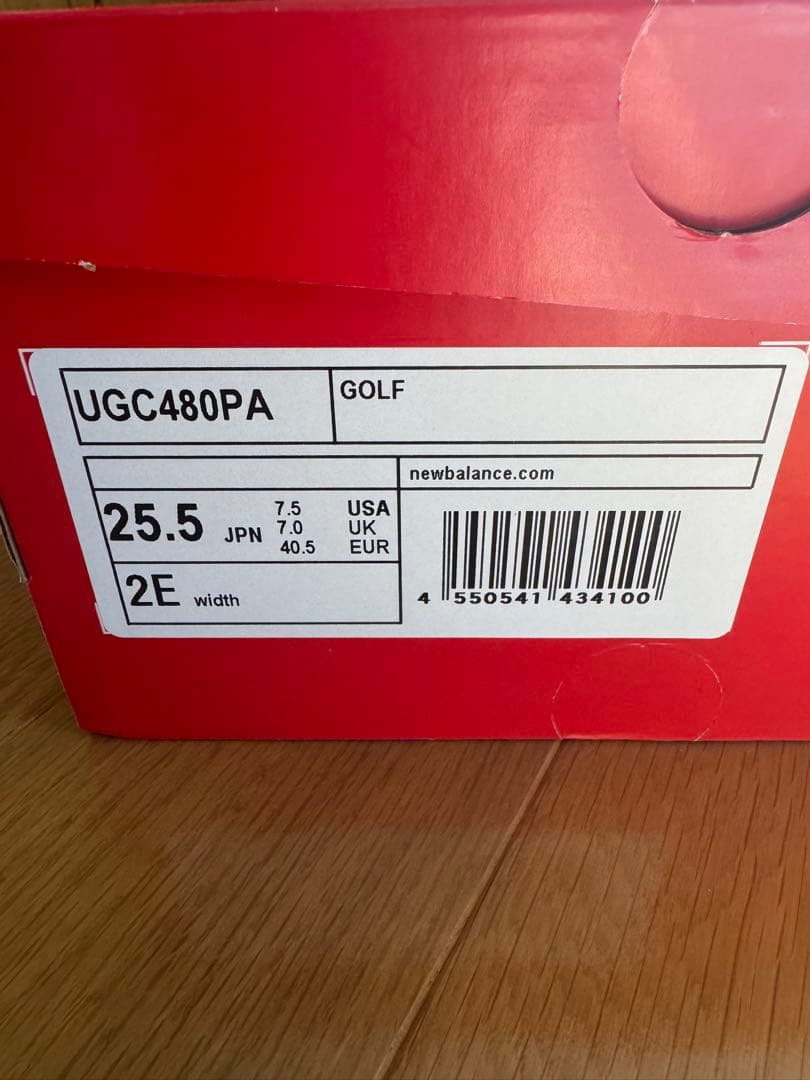 UGC480PA
GOLF
newbalance.com
25.5 JPN
7.5 USA
7.0 UK
40.5 EUR
2E width
4 550541 434100